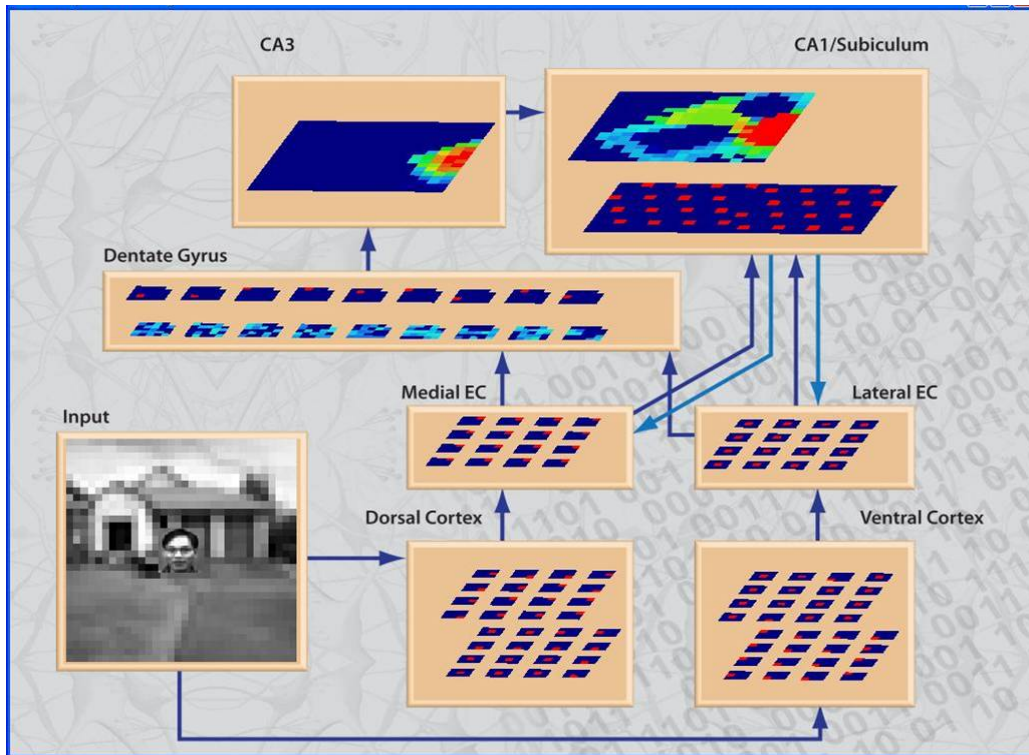 CA3
CA1/Subiculum
Dentate Gyrus
Medial EC
Lateral EC
Input
Dorsal Cortex
Ventral Cortex